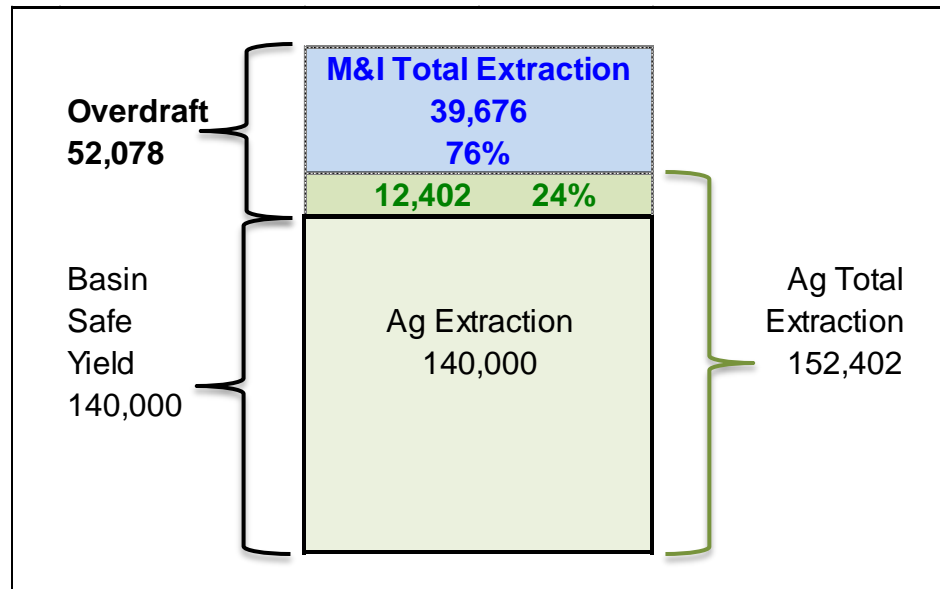 M&I Total Extraction
39,676
76%
Overdraft
52,078
12,402 24%
Basin
Safe
Yield
140,000
Ag Extraction
140,000
Ag Total
Extraction
152,402